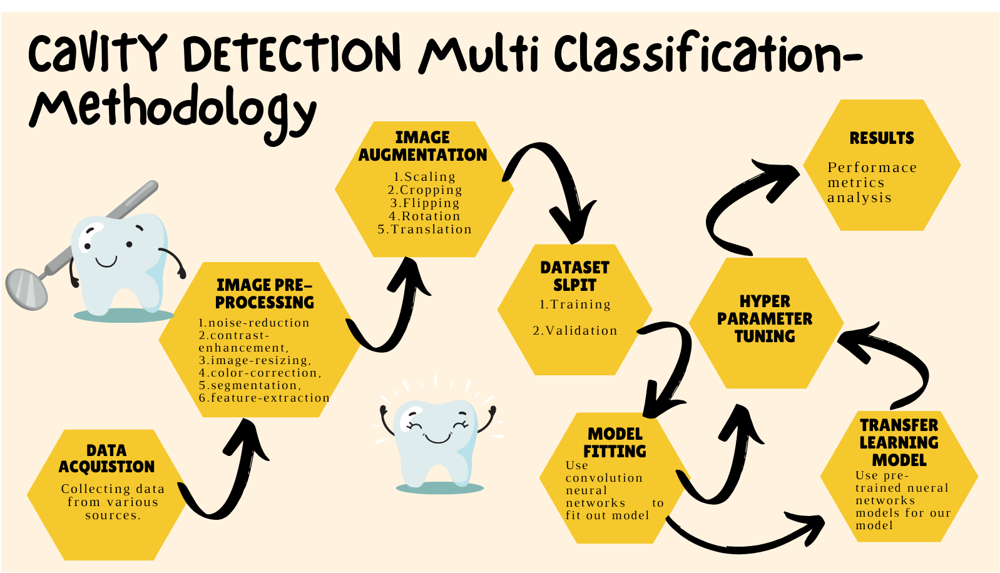 CaVITY DETECTION Multi Classification-
Methodology
DATA
ACQUISTION
Collecting data
from various
sources.
IMAGE PRE-
PROCESSING
1.noise-reduction
2.contrast-
enhancement,
3.image-resizing,
4.color-correction,
5.segmentation,
6.feature-extraction
IMAGE
AUGMENTATION
1.Scaling
2.Cropping
3.Flipping
4.Rotation
5.Translation
DATASET
SLPIT
1.Training
2.Validation
MODEL
FITTING
Use
convolution
neural
networks to
fit out model
TRANSFER
LEARNING
MODEL
Use pre-
trained nueral
networks
models for our
model
HYPER
PARAMETER
TUNING
RESULTS
Performace
metrics
analysis